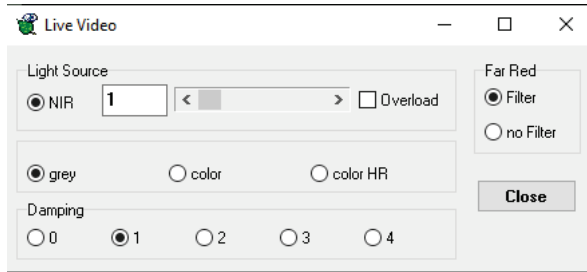 Live Video
Light Source
NIR 1 Overload
Far Red
Filter
no Filter
grey color color HR
Close
Damping
0 1 2 3 4